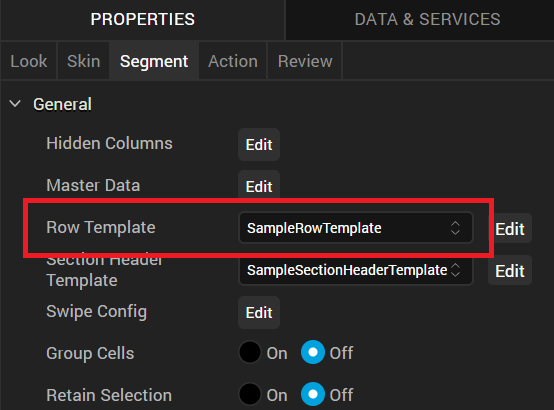 PROPERTIES DATA & SERVICES
Look Skin Segment Action Review
General
Hidden Columns Edit
Master Data Edit
Row Template SampleRowTemplate Edit
Section Header
Template SampleSectionHeaderTemplate Edit
Swipe Config Edit
Group Cells On Off
Retain Selection On Off